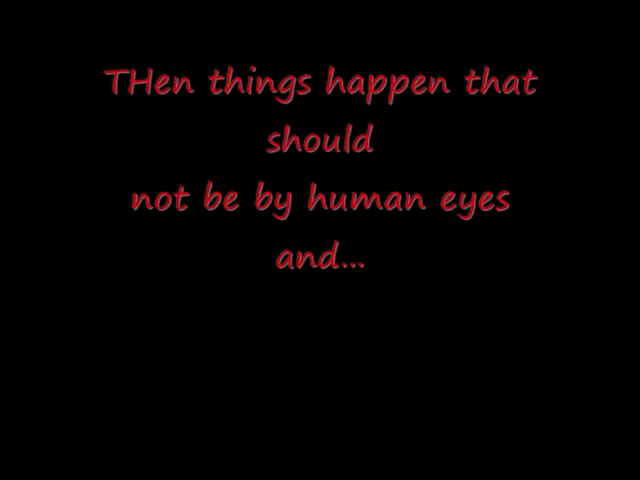 THen things happen that
should
not be by human eyes
and...